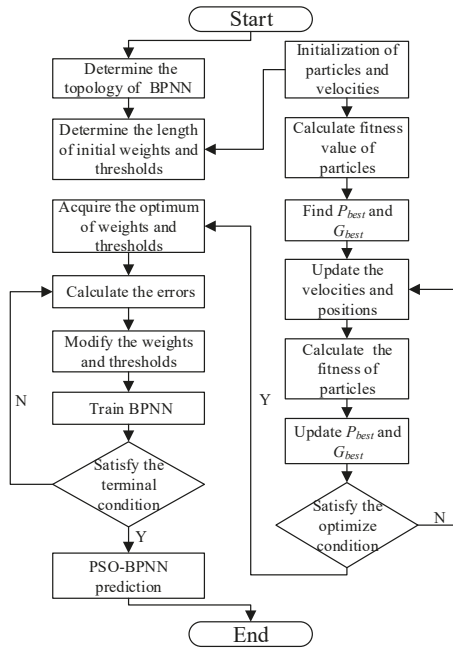 Start
Determine the
topology of BPNN
Determine the length
of initial weights and
thresholds
Acquire the optimum
of weights and
thresholds
Calculate the errors
Modify the weights
and thresholds
N
Train BPNN
Satisfy the
terminal condition
Y
PSO-BPNN
prediction
Initialization of
particles and
velocities
Calculate fitness
value of
particles
Find Pbest and
Gbest
Update the
velocities and
positions
Calculate the
fitness of
particles
Y
Update Pbest and
Gbest
Satisfy the
optimize
condition
N
End